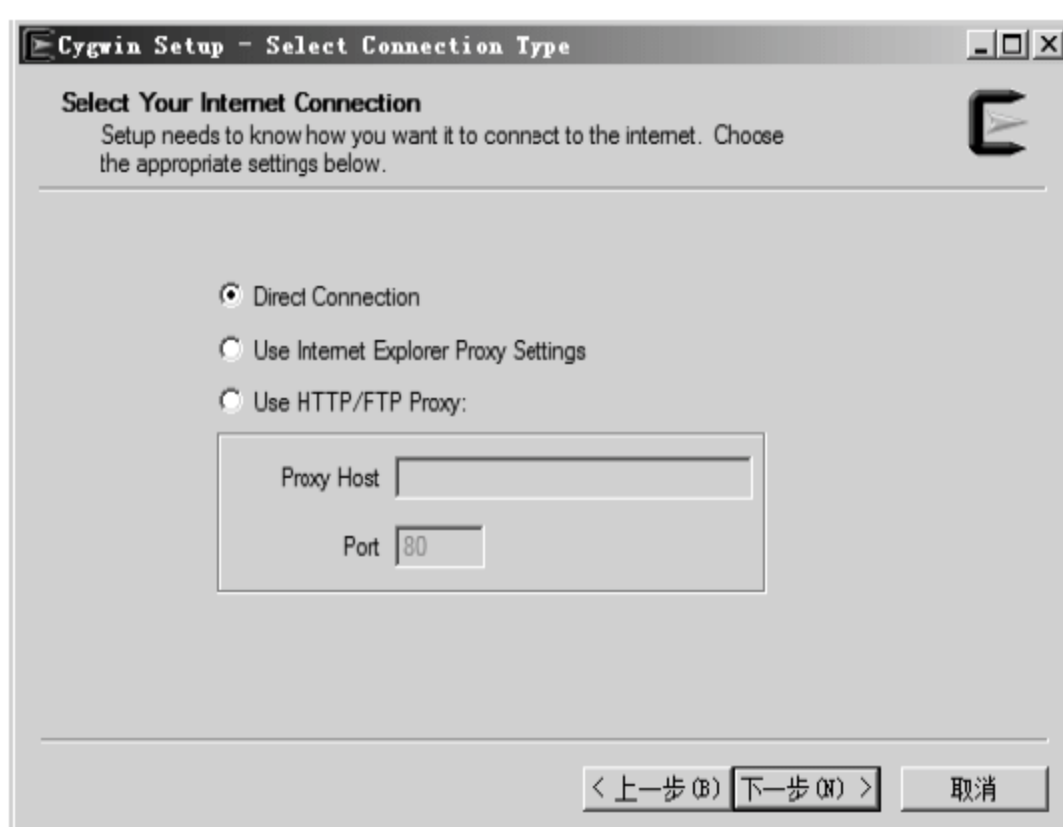 Cygwin Setup - Select Connection Type
Select Your Internet Connection
Setup needs to know how you want it to connect to the internet. Choose
the appropriate settings below.
Direct Connection
Use Internet Explorer Proxy Settings
Use HTTP/FTP Proxy:
Proxy Host
Port 80
< 上一步(B) 下一步(N) > 取消